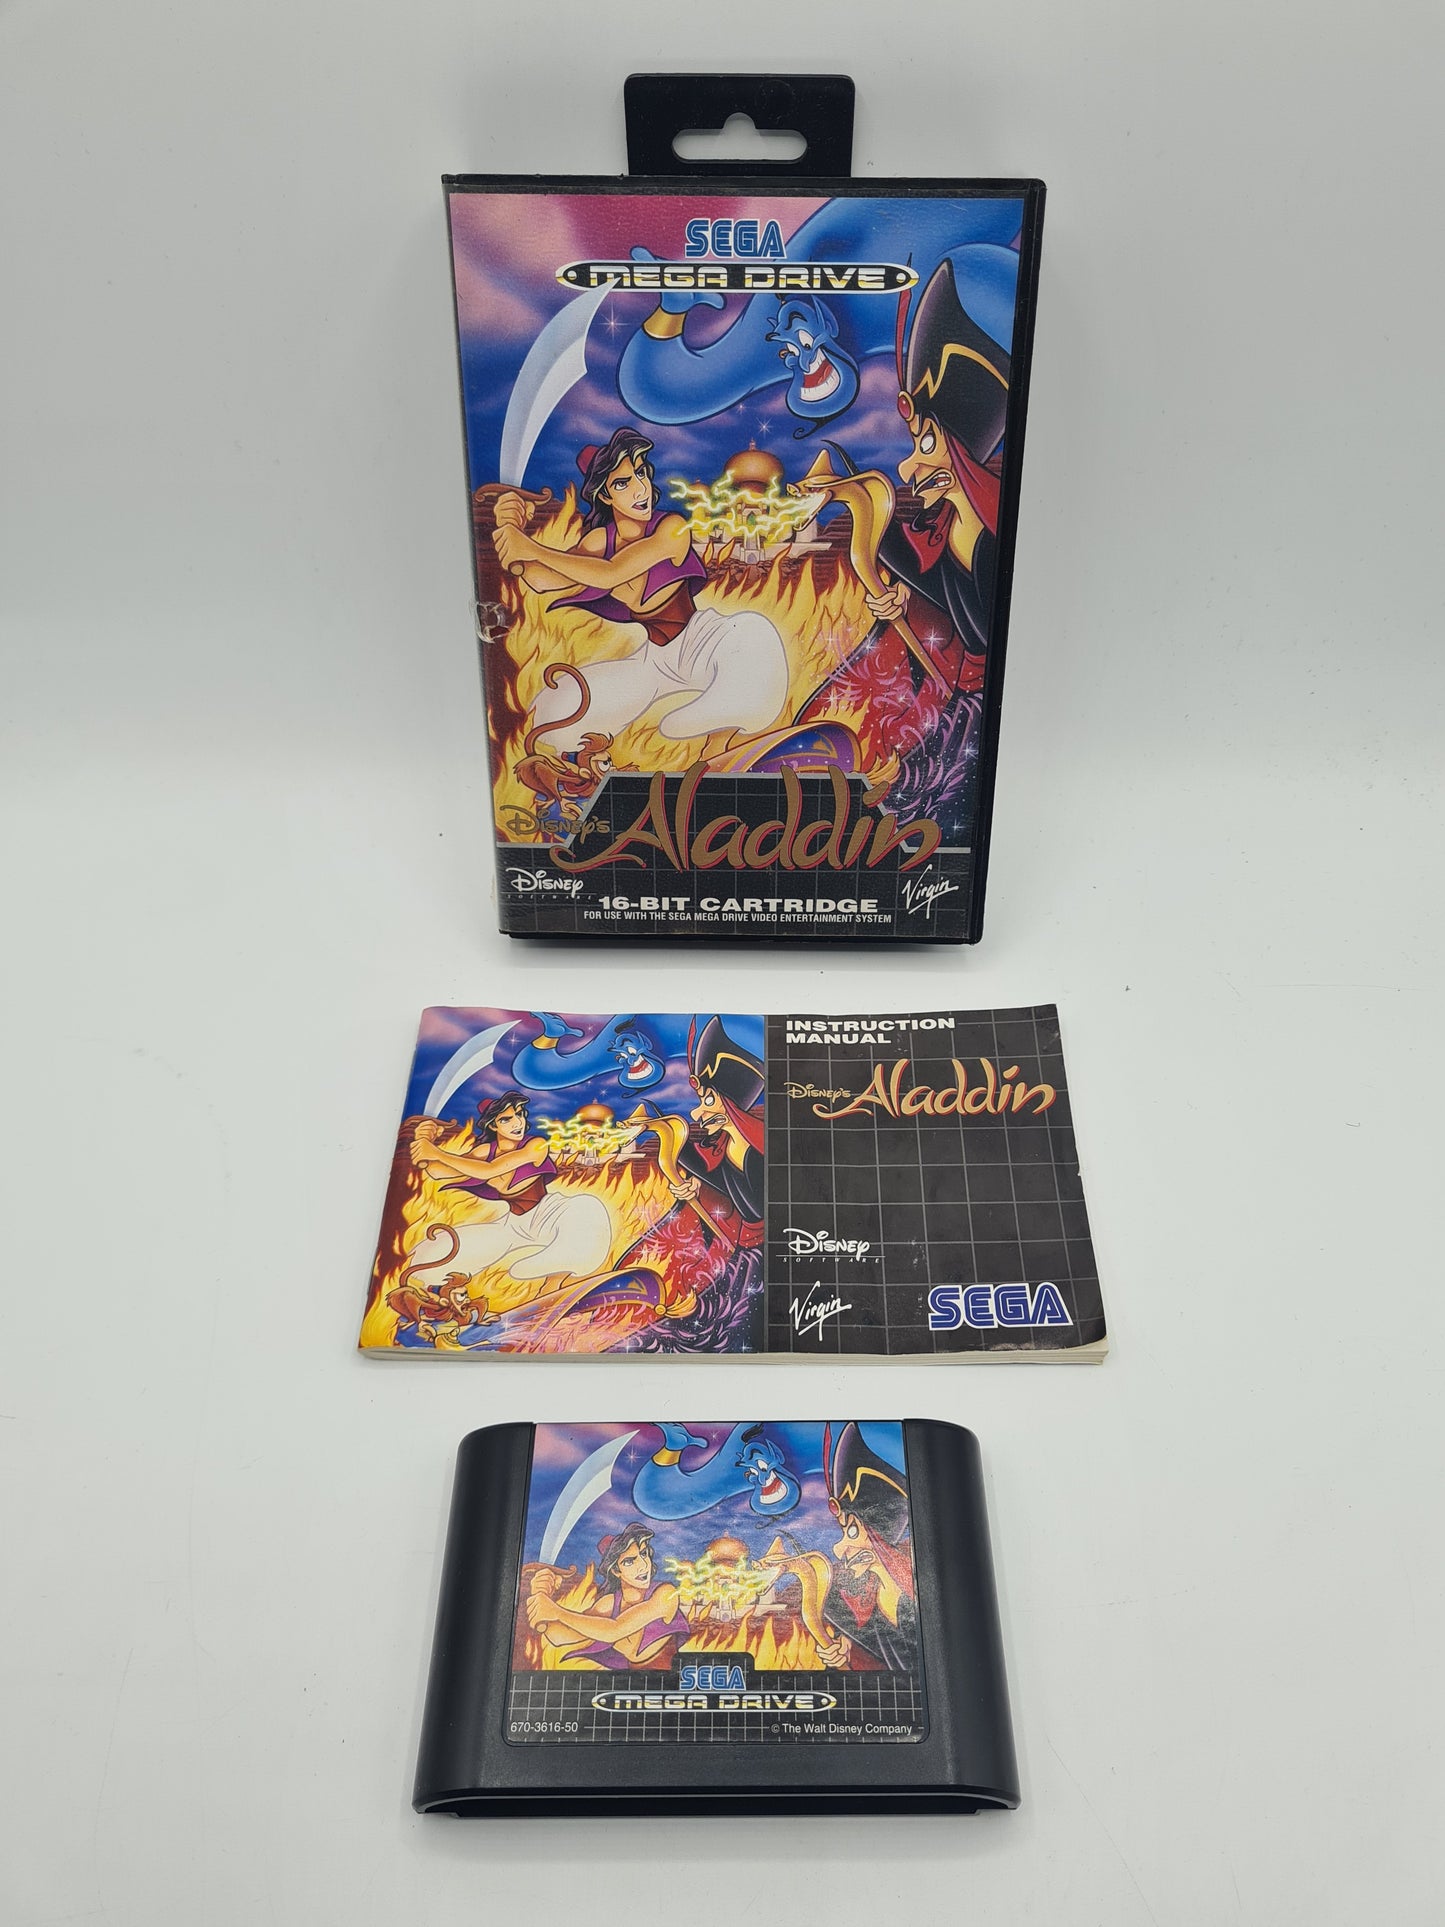 SEGA
MEGA DRIVE
Disney's Aladdin
Disney
SOFTWARE
16-BIT CARTRIDGE
FOR USE WITH THE SEGA MEGA DRIVE VIDEO ENTERTAINMENT SYSTEM
Virgin
INSTRUCTION
MANUAL
Disney's Aladdin
Disney
SOFTWARE
Virgin
SEGA
SEGA
MEGA DRIVE
670-3616-50
© The Walt Disney Company